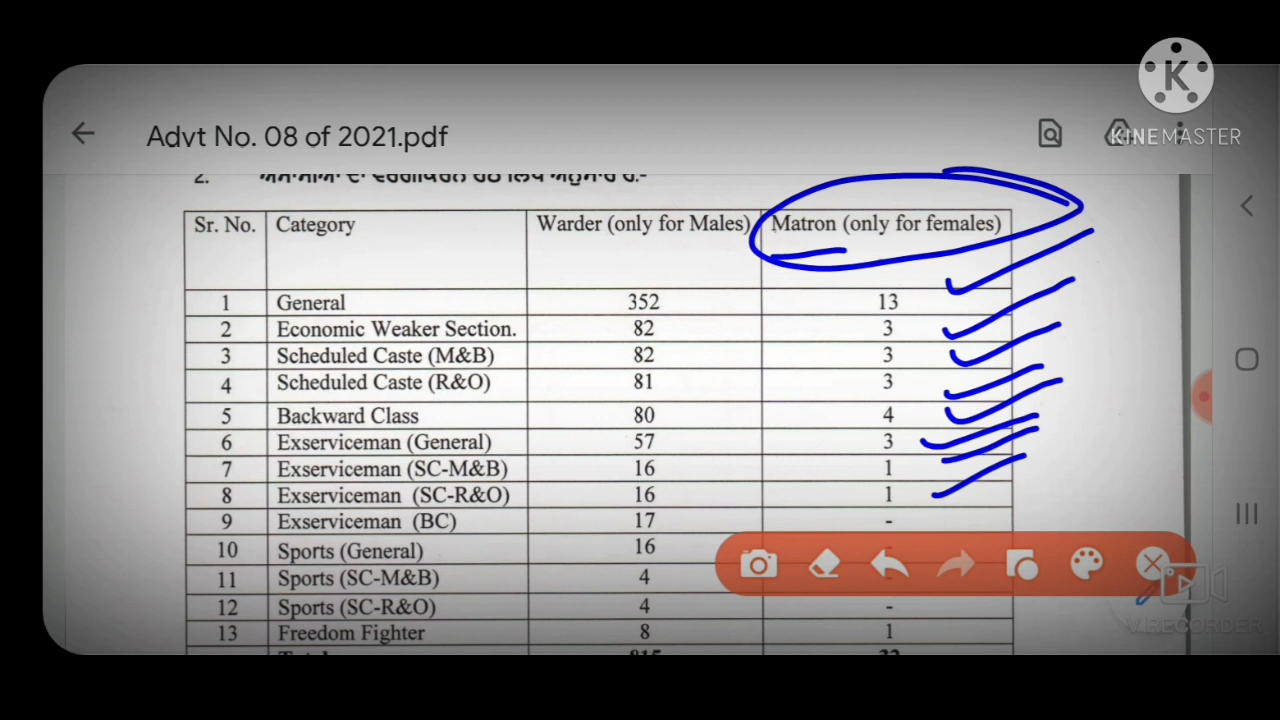 K
KINEMASTER
Advt No. 08 of 2021.pdf
2.
Sr. No. Category Warder (only for Males) Matron (only for females)
1 General 352 13
2 Economic Weaker Section. 82 3
3 Scheduled Caste (M&B) 82 3
4 Scheduled Caste (R&O) 81 3
5 Backward Class 80 4
6 Exserviceman (General) 57 3
7 Exserviceman (SC-M&B) 16 1
8 Exserviceman (SC-R&O) 16 1
9 Exserviceman (BC) 17 -
10 Sports (General) 16
11 Sports (SC-M&B) 4
12 Sports (SC-R&O) 4 -
13 Freedom Fighter 8 1
V RECORDER